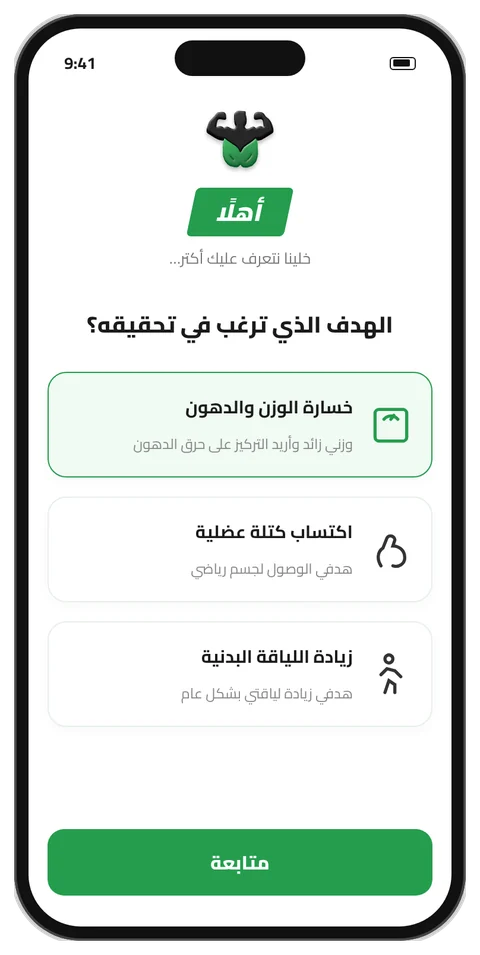 9:41
أهلًا
خلينا نتعرف عليك أكتر...
الهدف الذي ترغب في تحقيقه؟
خسارة الوزن والدهون
وزني زائد وأريد التركيز على حرق الدهون
اكتساب كتلة عضلية
هدفي الوصول لجسم رياضي
زيادة اللياقة البدنية
هدفي زيادة لياقتي بشكل عام
متابعة